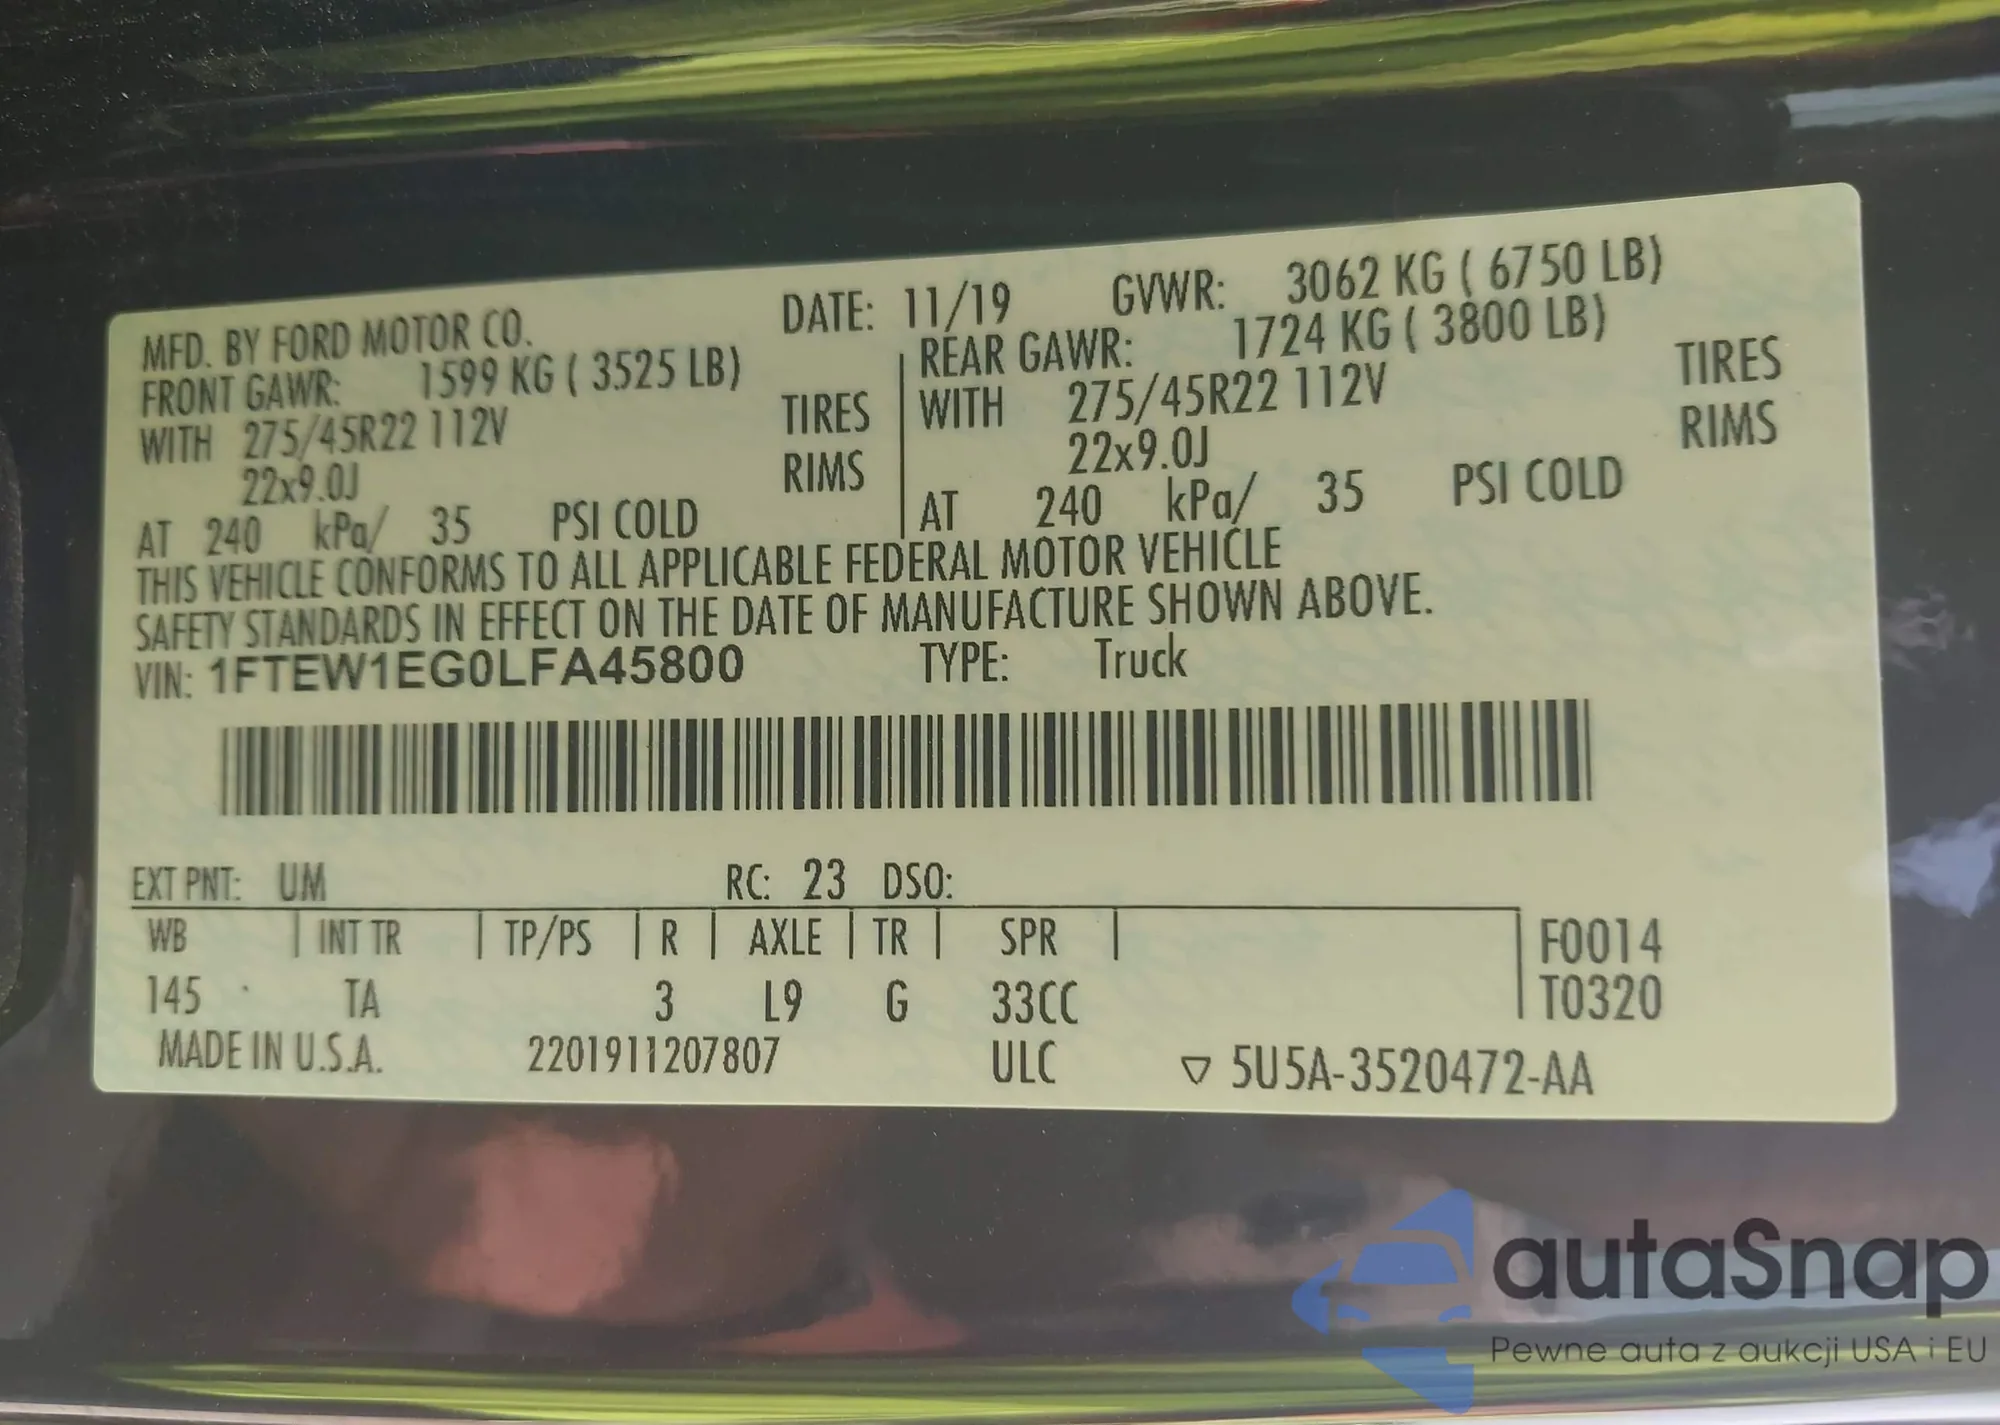 MFD. BY FORD MOTOR CO. DATE: 11/19 GVWR: 3062 KG ( 6750 LB)
FRONT GAWR: 1599 KG ( 3525 LB) REAR GAWR: 1724 KG ( 3800 LB)
WITH 275/45R22 112V TIRES WITH 275/45R22 112V TIRES
22x9.0J RIMS 22x9.0J RIMS
AT 240 kPa/ 35 PSI COLD AT 240 kPa/ 35 PSI COLD
THIS VEHICLE CONFORMS TO ALL APPLICABLE FEDERAL MOTOR VEHICLE
SAFETY STANDARDS IN EFFECT ON THE DATE OF MANUFACTURE SHOWN ABOVE.
VIN: 1FTEW1EG0LFA45800 TYPE: Truck
EXT PNT: UM RC: 23 DSO:
WB | INT TR | TP/PS | R | AXLE | TR | SPR | F0014
145 TA 3 L9 G 33CC T0320
MADE IN U.S.A. 2201911207807 ULC ▽ 5U5A-3520472-AA
autaSnap
Pewne auta z aukcji USA i EU